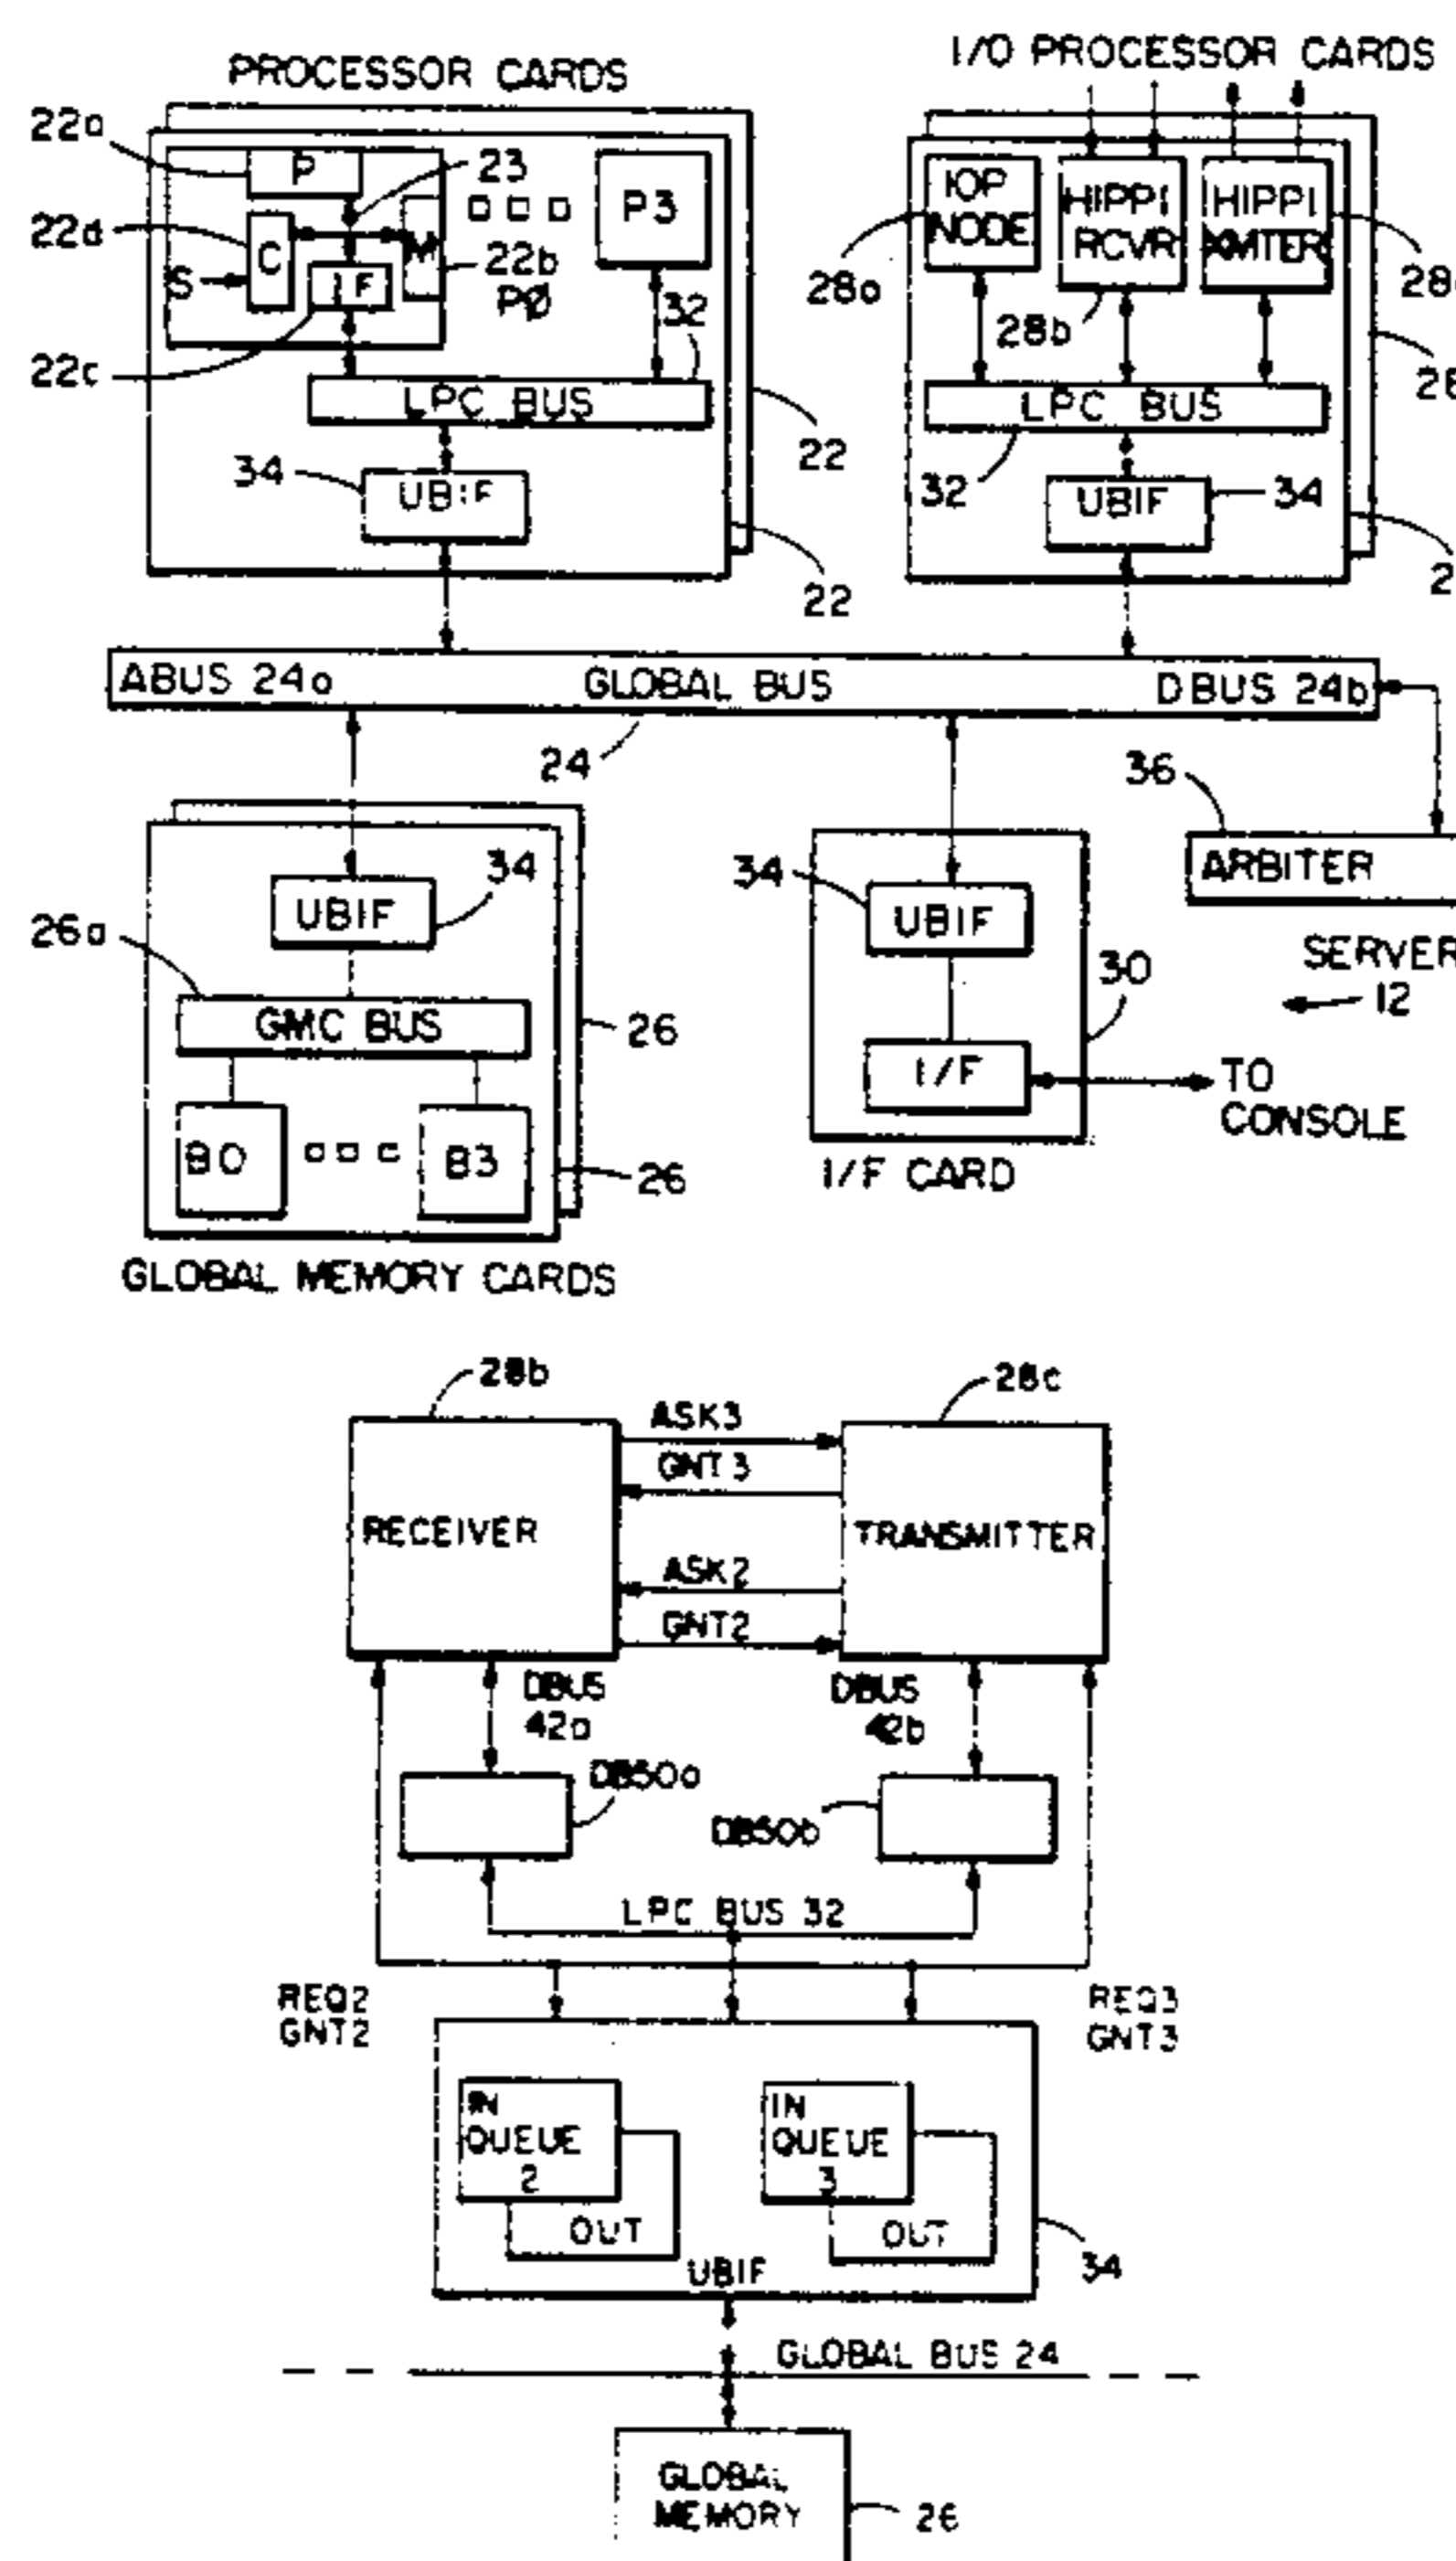 PROCESSOR CARDS
I/O PROCESSOR CARDS
22a
P
23
P3
IOP
NODE
HIPPI
RCVR
HIPPI
XMTER
22d
C
M
22b
S
IF
PØ
32
28a
28b
22c
LPC BUS
LPC BUS
22
34
UBIF
32
UBIF
34
22
ABUS 24a
GLOBAL BUS
DBUS 24b
24
36
ARBITER
34
UBIF
34
UBIF
26a
SERVER
12
30
GMC BUS
26
I/F
TO
CONSOLE
B0
B3
26
I/F CARD
GLOBAL MEMORY CARDS
28b
28c
ASK3
GNT3
RECEIVER
TRANSMITTER
ASK2
GNT2
DBUS
42a
DBUS
42b
DB50a
DB50b
LPC BUS 32
REQ2
GNT2
REQ3
GNT3
IN
QUEUE
2
IN
QUEUE
3
OUT
OUT
UBIF
34
GLOBAL BUS 24
GLOBAL
MEMORY
26